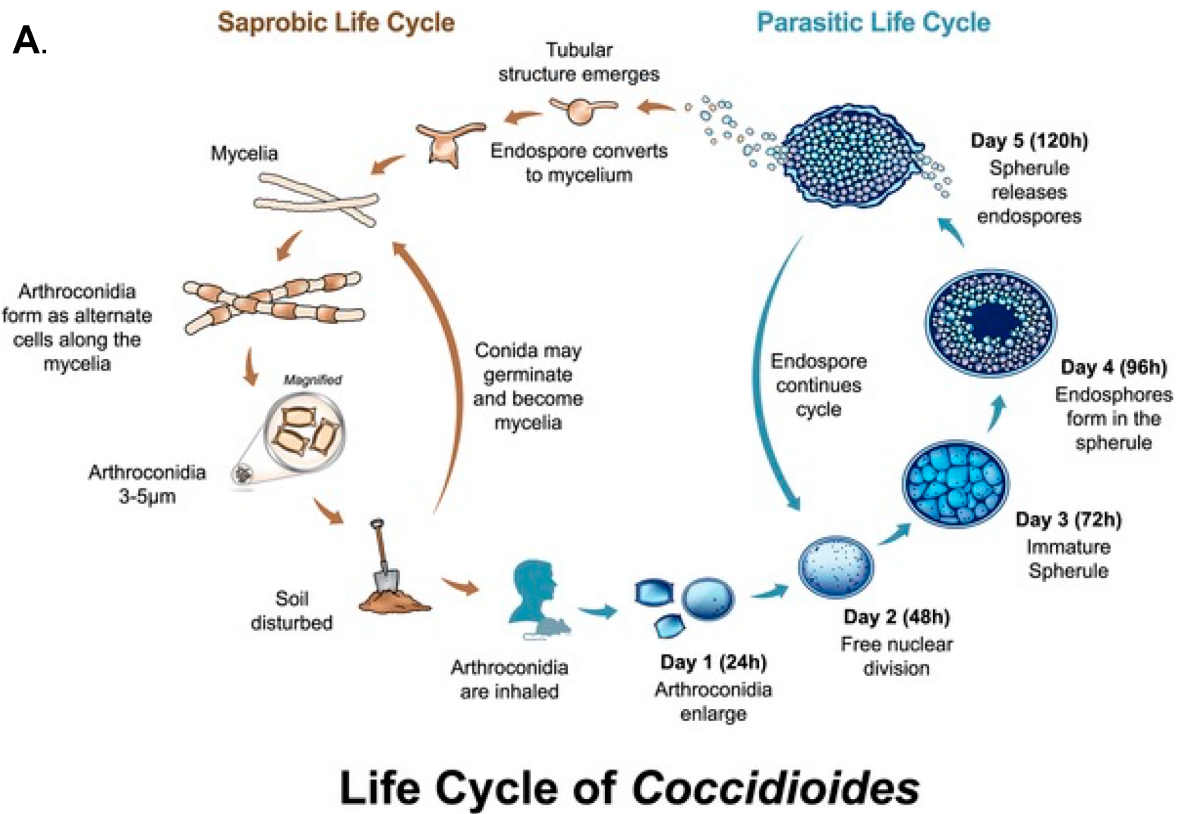 Saprobic Life Cycle
Parasitic Life Cycle
A.
Tubular
structure emerges
Endospore converts
to mycelium
Mycelia
Arthroconidia
form as alternate
cells along the
mycelia
Magnified
Arthroconidia
3-5µm
Conida may
germinate
and become
mycelia
Soil
disturbed
Arthroconidia
are inhaled
Day 1 (24h)
Arthroconidia
enlarge
Day 2 (48h)
Free nuclear
division
Day 3 (72h)
Immature
Spherule
Day 4 (96h)
Endosphores
form in the
spherule
Day 5 (120h)
Spherule
releases
endospores
Endospore
continues
cycle
Life Cycle of Coccidioides